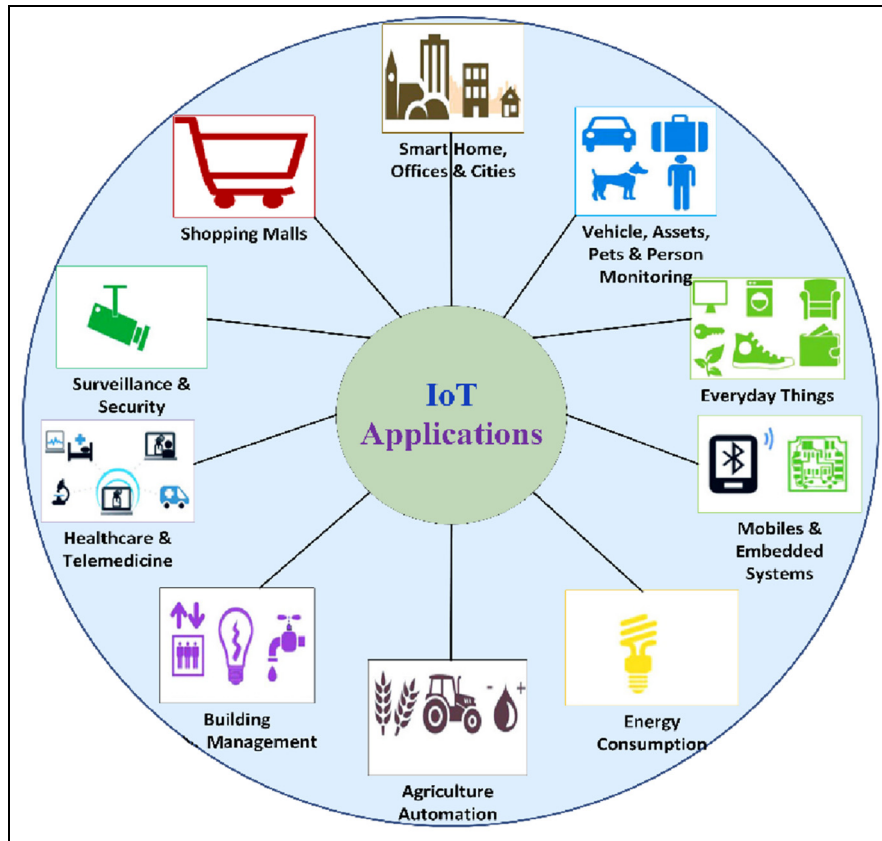 Smart Home,
Offices & Cities
Shopping Malls
Vehicle, Assets,
Pets & Person
Monitoring
Surveillance &
Security
Everyday Things
IoT
Applications
Healthcare &
Telemedicine
Mobiles &
Embedded
Systems
Building
Management
Energy
Consumption
- +
Agriculture
Automation